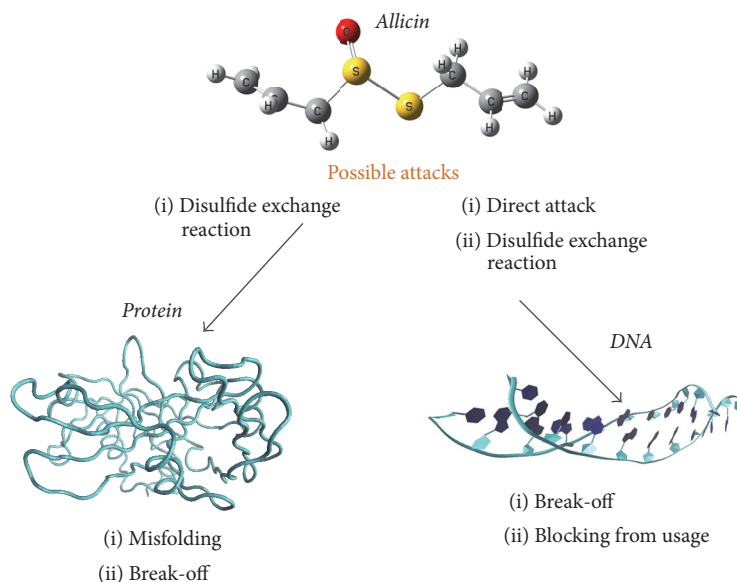 Allicin
O
S
S
C
H
H
C
H
H
C
C
H
H
C
C
H
H
H
C
H
Possible attacks
(i) Disulfide exchange
reaction
(i) Direct attack
(ii) Disulfide exchange
reaction
Protein
DNA
(i) Misfolding
(ii) Break-off
(i) Break-off
(ii) Blocking from usage